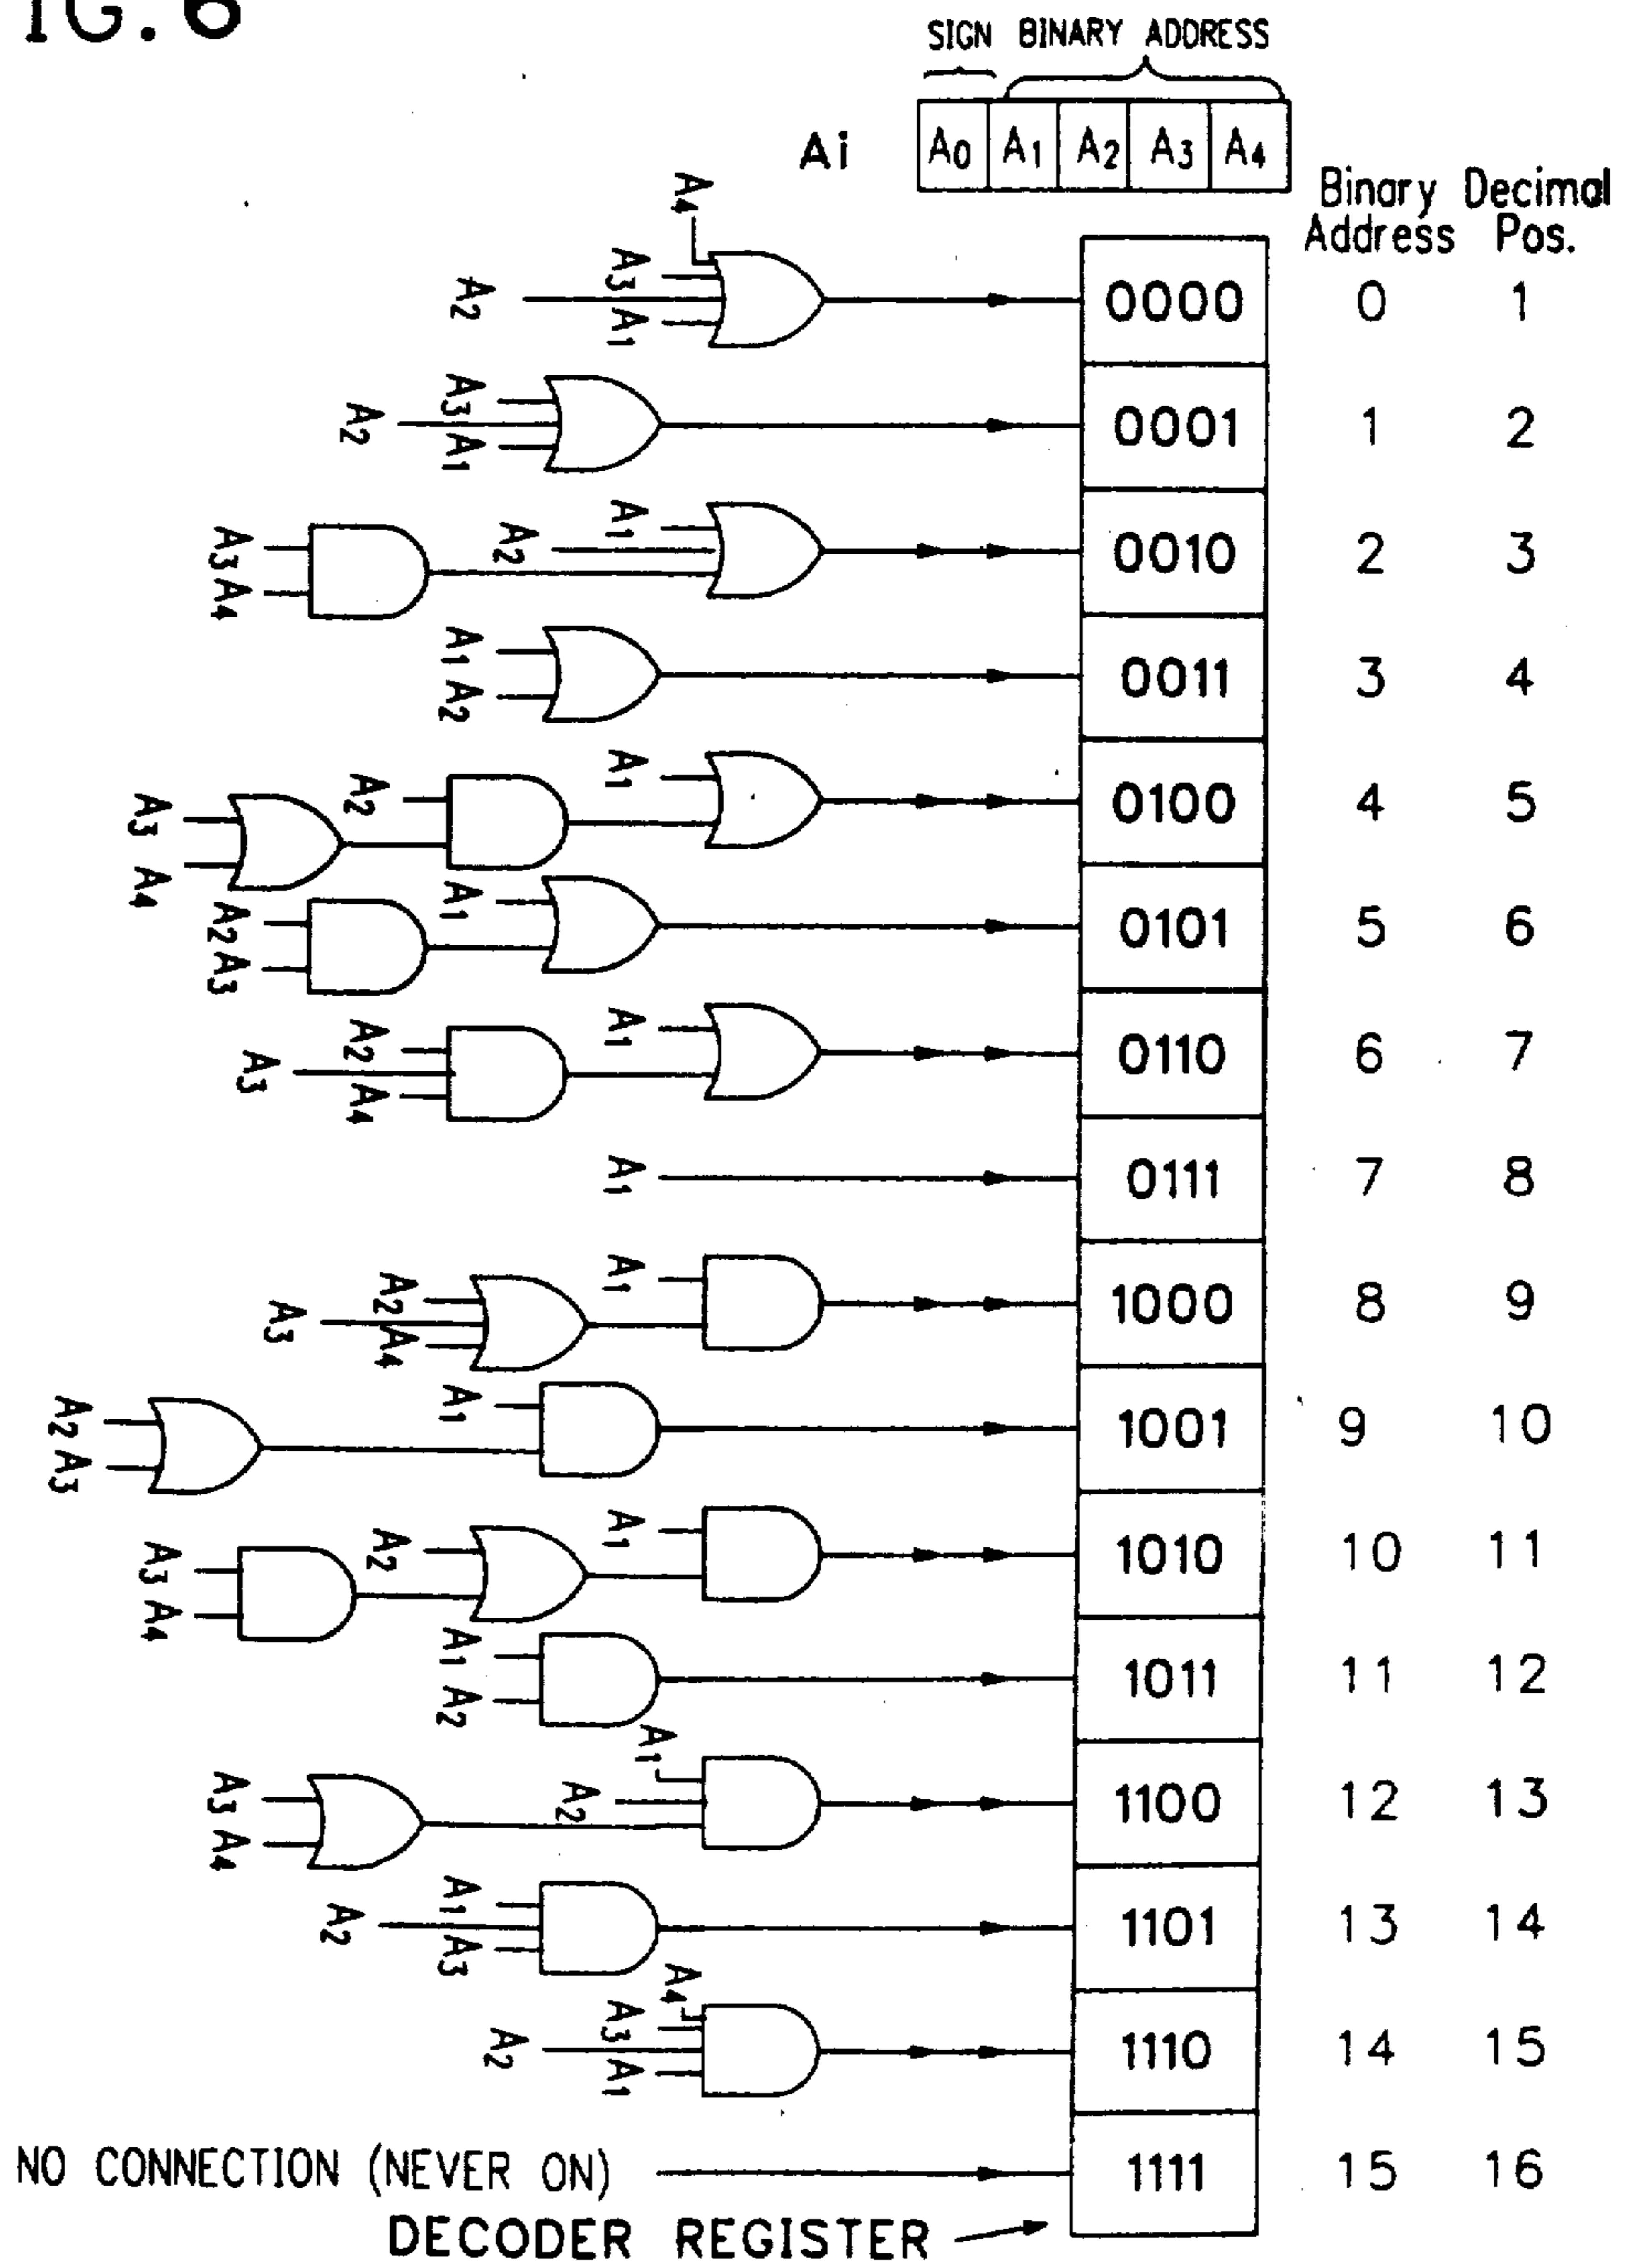 IG. 6
SIGN BINARY ADDRESS
Ai A0 A1 A2 A3 A4
Binary Address Decimal Pos.
A4 A3 A2 A1 0000 0 1
A3 A2 A1 0001 1 2
A1 A2 A3 A4 0010 2 3
A1 A2 0011 3 4
A1 A2 A3 A4 0100 4 5
A1 A2 A3 0101 5 6
A1 A2 A3 A4 0110 6 7
A1 0111 7 8
A1 A2 A3 A4 1000 8 9
A1 A2 A3 1001 9 10
A1 A2 A3 A4 1010 10 11
A1 A2 1011 11 12
A1 A2 A3 A4 1100 12 13
A1 A2 A3 1101 13 14
A4 A3 A2 A1 1110 14 15
NO CONNECTION (NEVER ON) 1111 15 16
DECODER REGISTER